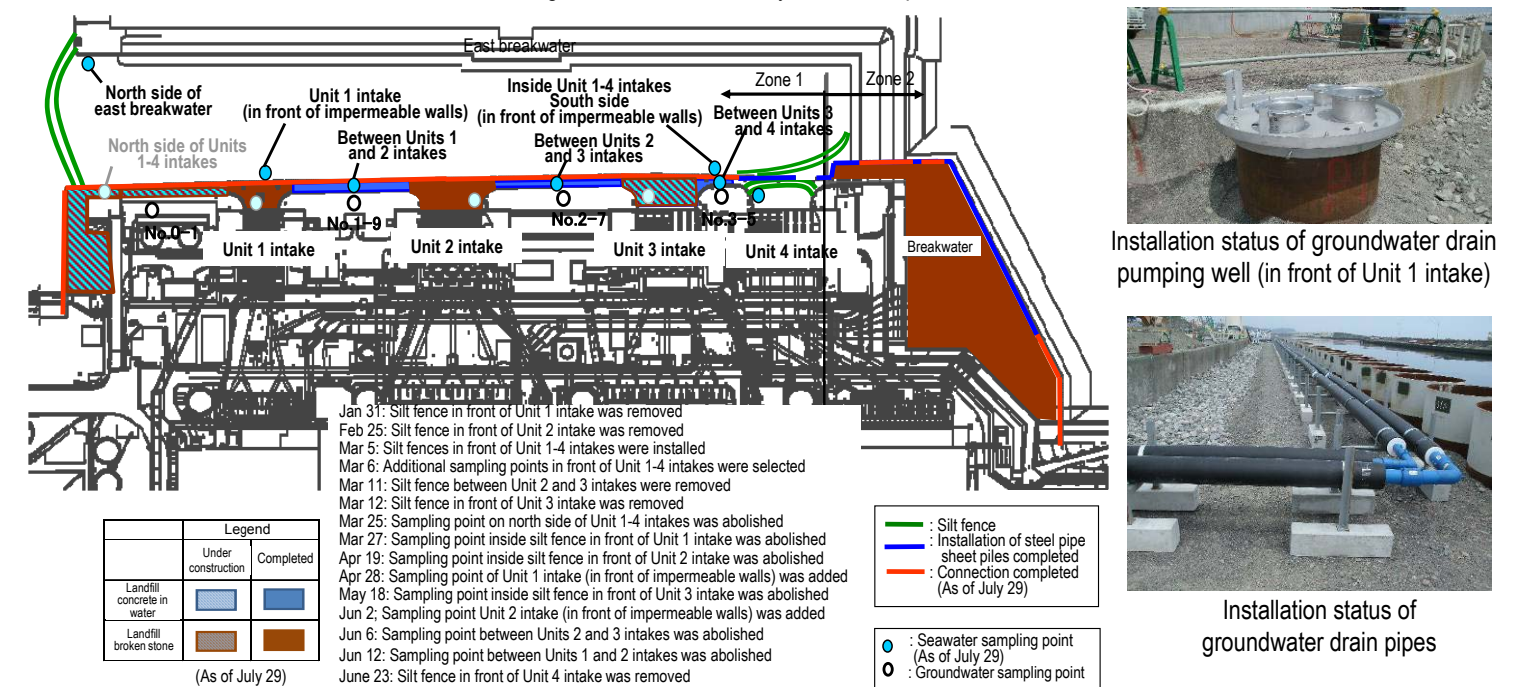 East breakwater
North side of
east breakwater
Unit 1 intake
(in front of impermeable walls)
Inside Unit 1-4 intakes
South side
(in front of impermeable walls)
Zone 1
Zone 2
Between Units 3
and 4 intakes
North side of Units
1-4 intakes
Between Units 1
and 2 intakes
Between Units 2
and 3 intakes
No.0-1
No.1-9
No.2-7
No.3-5
Unit 1 intake
Unit 2 intake
Unit 3 intake
Unit 4 intake
Breakwater
Jan 31: Silt fence in front of Unit 1 intake was removed
Feb 25: Silt fence in front of Unit 2 intake was removed
Mar 5: Silt fences in front of Unit 1-4 intakes were installed
Mar 6: Additional sampling points in front of Unit 1-4 intakes were selected
Mar 11: Silt fence between Unit 2 and 3 intakes were removed
Mar 12: Silt fence in front of Unit 3 intake was removed
Mar 25: Sampling point on north side of Unit 1-4 intakes was abolished
Mar 27: Sampling point inside silt fence in front of Unit 1 intake was abolished
Apr 19: Sampling point inside silt fence in front of Unit 2 intake was abolished
Apr 28: Sampling point of Unit 1 intake (in front of impermeable walls) was added
May 18: Sampling point inside silt fence in front of Unit 3 intake was abolished
Jun 2; Sampling point Unit 2 intake (in front of impermeable walls) was added
Jun 6: Sampling point between Units 2 and 3 intakes was abolished
Jun 12: Sampling point between Units 1 and 2 intakes was abolished
June 23: Silt fence in front of Unit 4 intake was removed
Legend
Under
construction
Completed
Landfill
concrete in
water
Landfill
broken stone
(As of July 29)
: Silt fence
: Installation of steel pipe
sheet piles completed
: Connection completed
(As of July 29)
: Seawater sampling point
(As of July 29)
: Groundwater sampling point
Installation status of groundwater drain
pumping well (in front of Unit 1 intake)
Installation status of
groundwater drain pipes